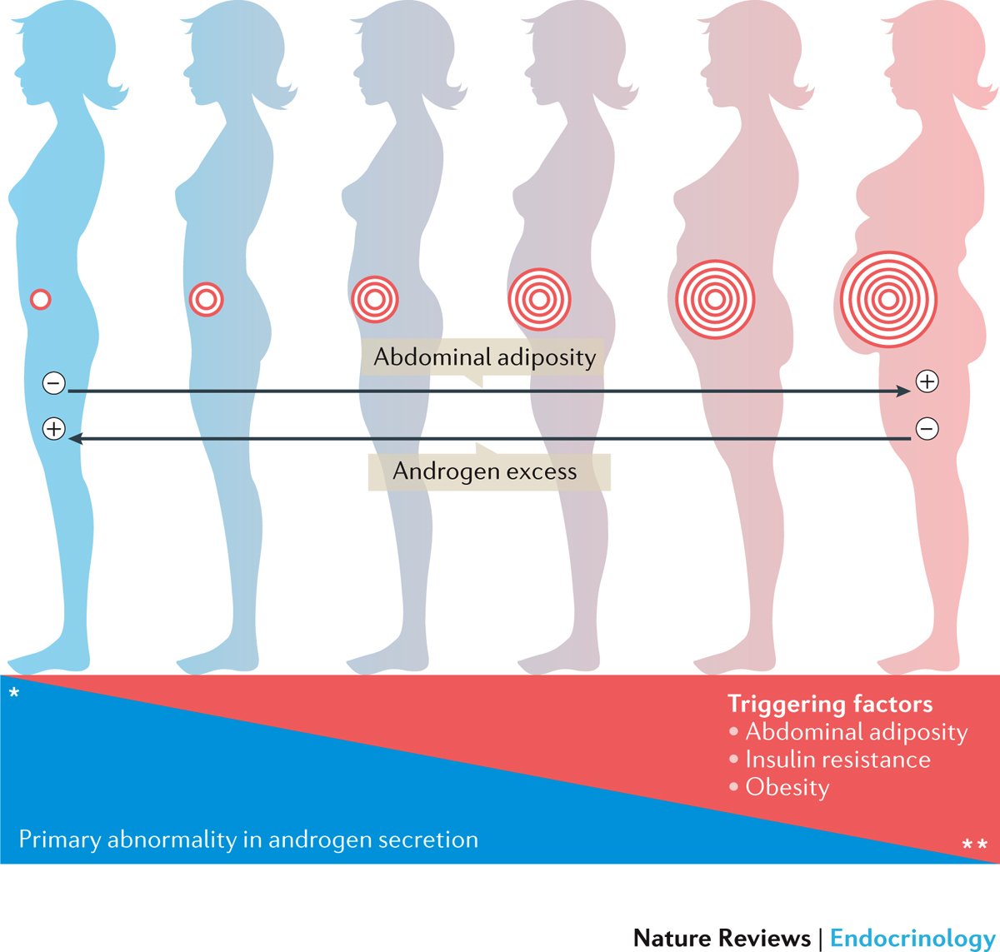 Abdominal adiposity
− +
+ −
Androgen excess
*
Triggering factors
• Abdominal adiposity
• Insulin resistance
• Obesity
Primary abnormality in androgen secretion
**
Nature Reviews | Endocrinology